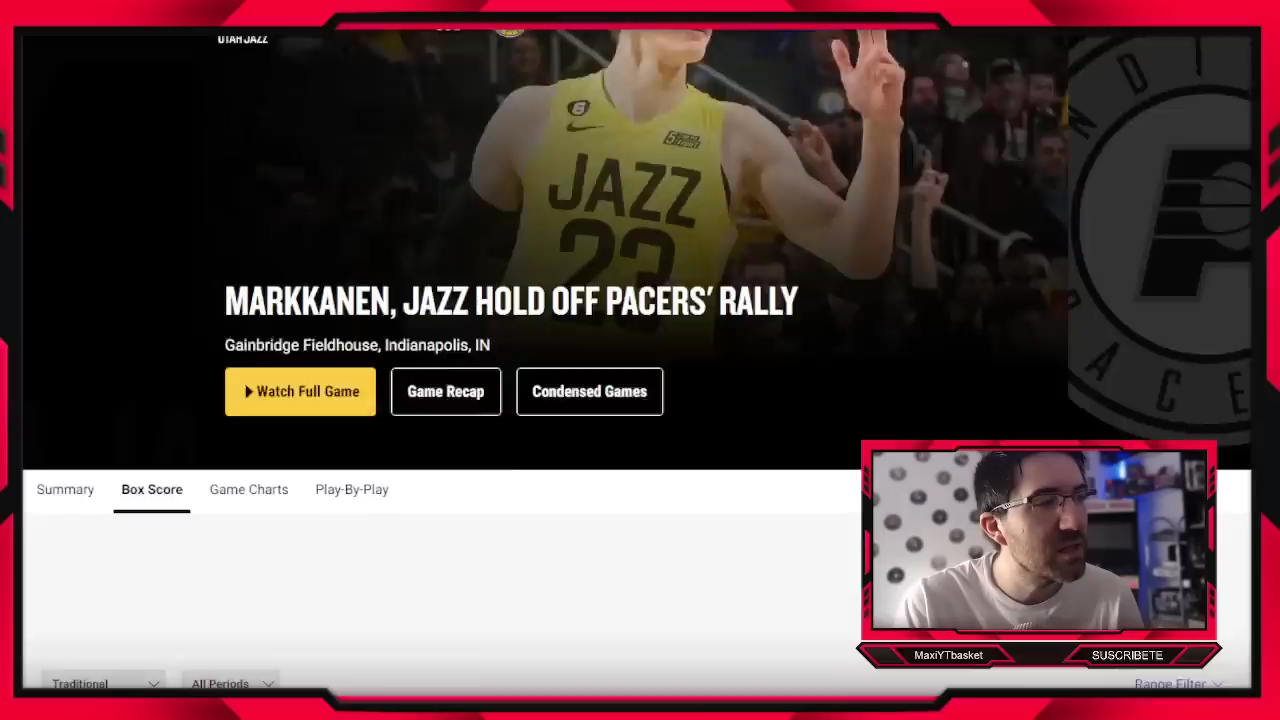 UTAH JAZZ
6
JAZZ
23
MARKKANEN, JAZZ HOLD OFF PACERS' RALLY
Gainbridge Fieldhouse, Indianapolis, IN
Watch Full Game
Game Recap
Condensed Games
Summary
Box Score
Game Charts
Play-By-Play
MaxiYTbasket
SUSCRIBETE
Traditional
All Periods
Range Filter